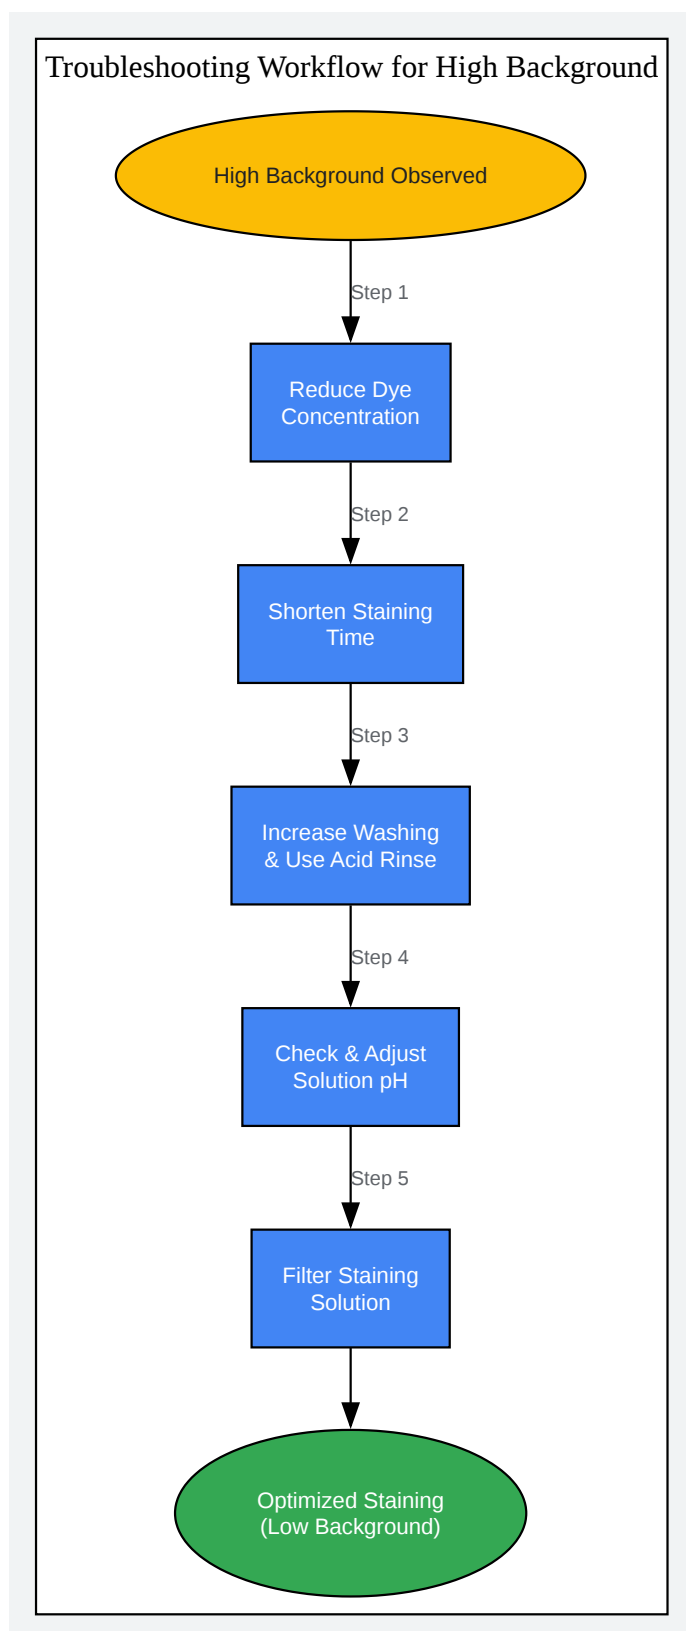 Troubleshooting Workflow for High Background
High Background Observed
Step 1
Reduce Dye
Concentration
Step 2
Shorten Staining
Time
Step 3
Increase Washing
& Use Acid Rinse
Step 4
Check & Adjust
Solution pH
Step 5
Filter Staining
Solution
Optimized Staining
(Low Background)